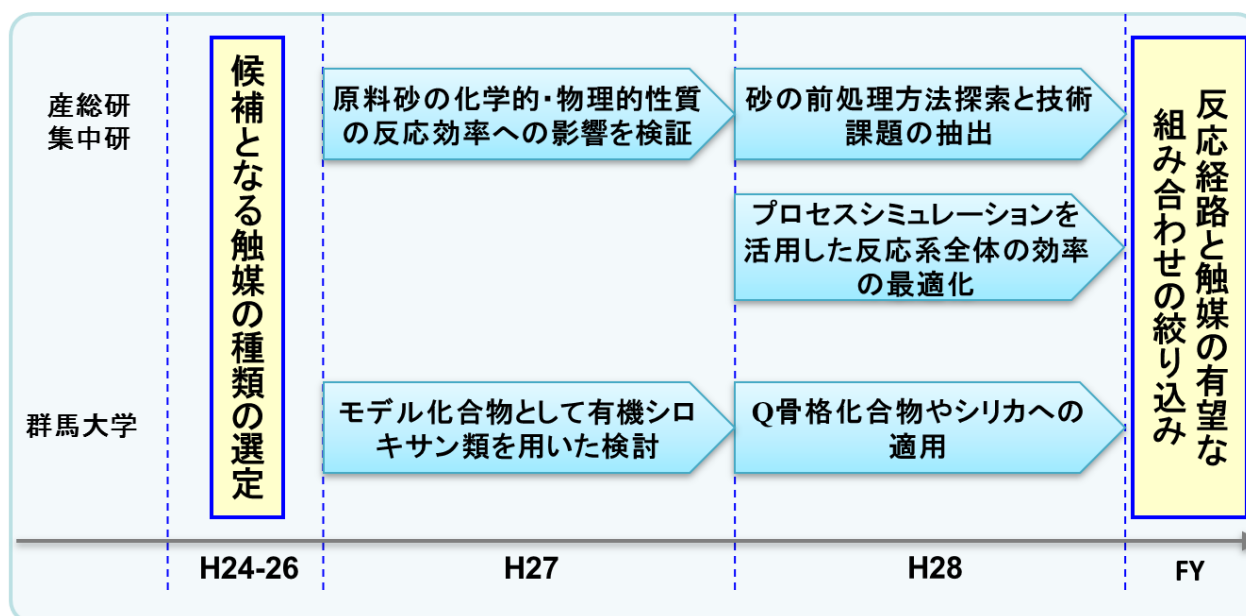 産総研
集中研
候補となる触媒の種類の選定
原料砂の化学的・物理的性質
の反応効率への影響を検証
砂の前処理方法探索と技術
課題の抽出
プロセスシミュレーションを
活用した反応系全体の効率
の最適化
反応経路と触媒の有望な
組み合わせの絞り込み
群馬大学
モデル化合物として有機シロ
キサン類を用いた検討
Q骨格化合物やシリカへの
適用
H24-26
H27
H28
FY